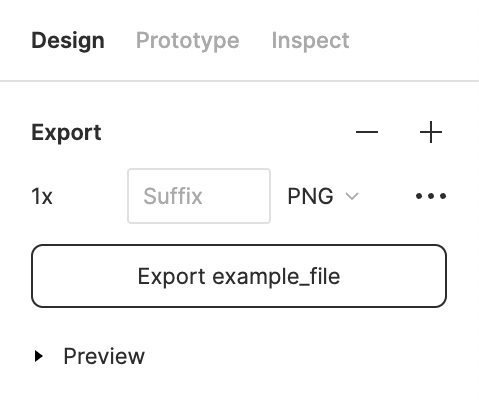 Design Prototype Inspect
Export
1x Suffix PNG
Export example_file
Preview